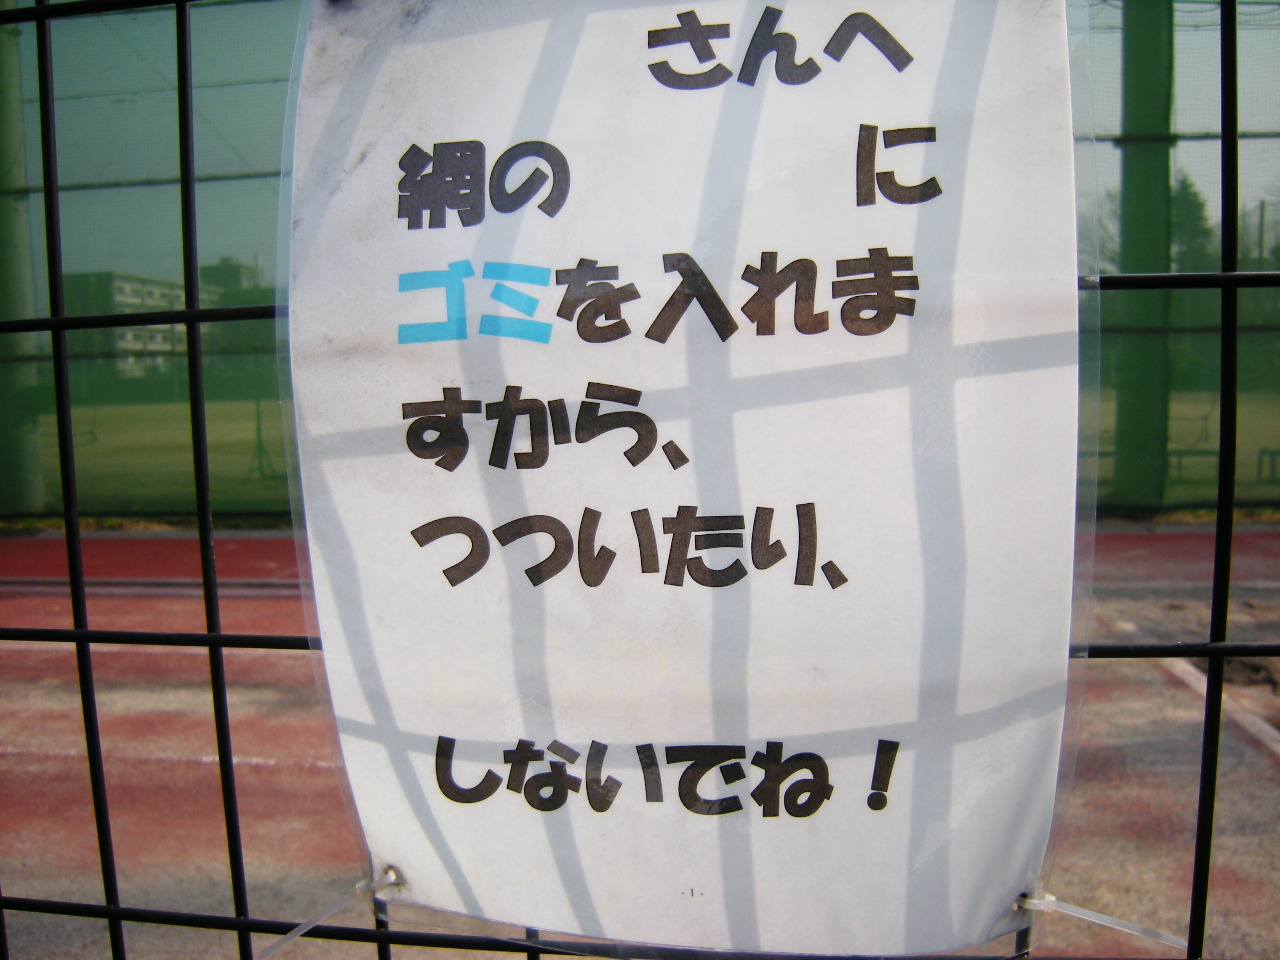 さんへ
網の に
ゴミを入れま
すから、
つついたり、
しないでね！
-1-